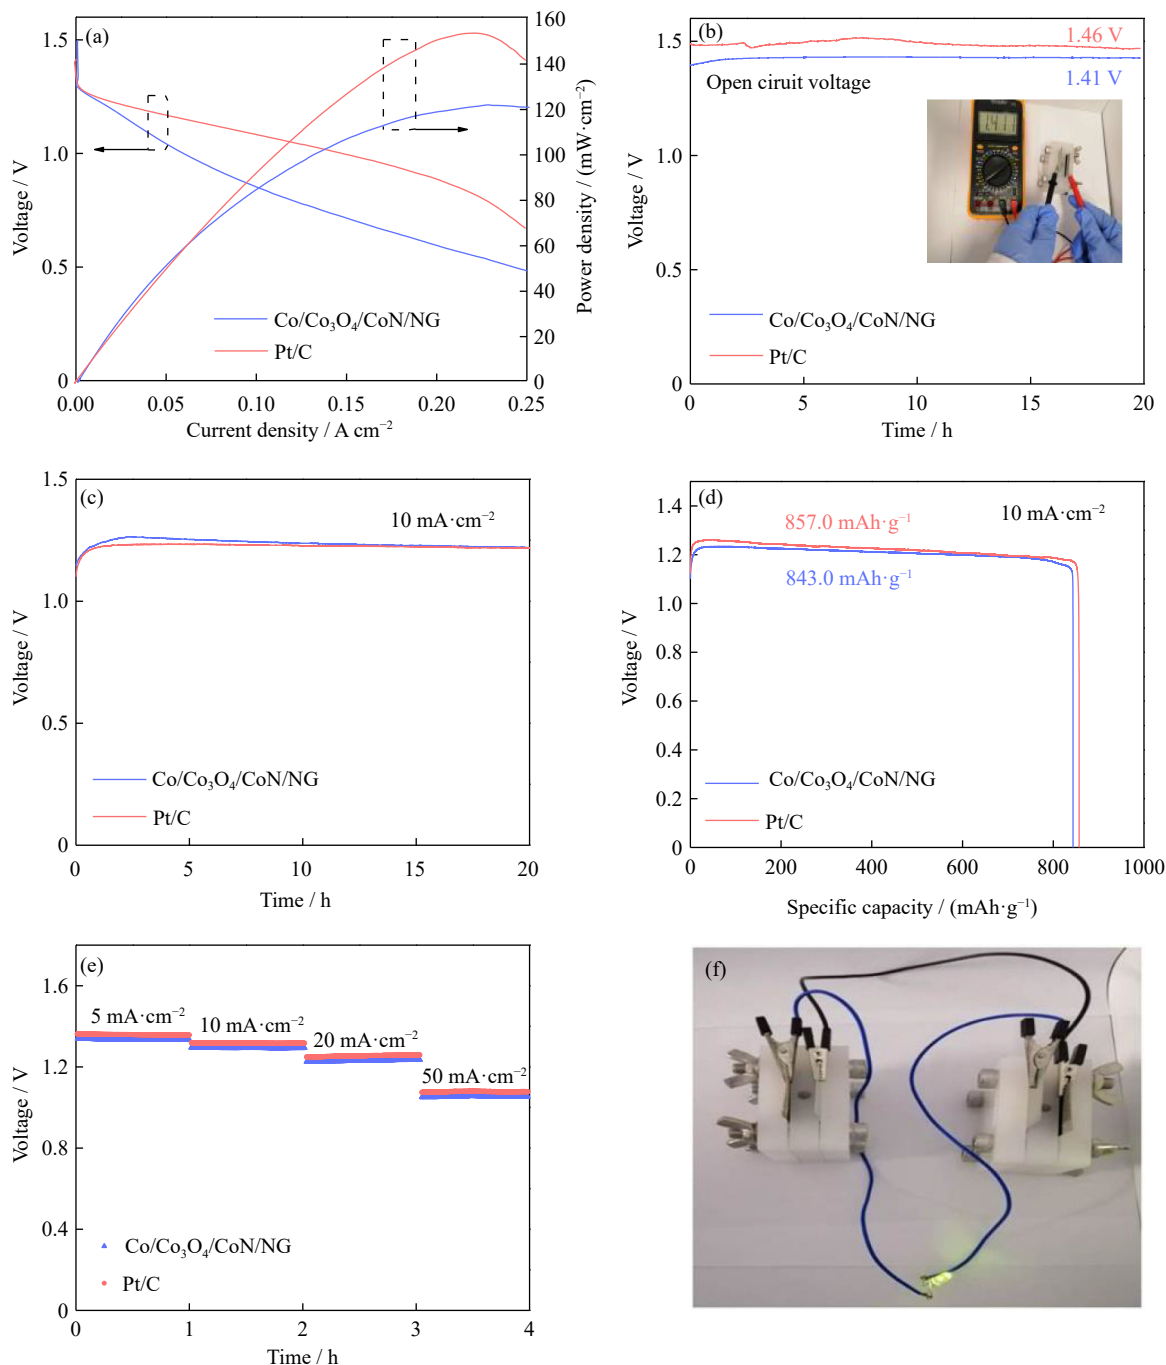 (a)
Voltage / V
1.5
1.0
0.5
0
160
140
120
100
80
60
40
20
0
Power density / (mW·cm⁻²)
Co/Co₃O₄/CoN/NG
Pt/C
0.00 0.05 0.10 0.15 0.20 0.25
Current density / A cm⁻²
(b)
Voltage / V
1.5
1.0
0.5
0
1.46 V
1.41 V
Open ciruit voltage
1.411
Co/Co₃O₄/CoN/NG
Pt/C
0 5 10 15 20
Time / h
(c)
Voltage / V
1.5
1.0
0.5
0
10 mA·cm⁻²
Co/Co₃O₄/CoN/NG
Pt/C
0 5 10 15 20
Time / h
(d)
Voltage / V
1.4
1.2
1.0
0.8
0.6
0.4
0.2
0
857.0 mAh·g⁻¹
10 mA·cm⁻²
843.0 mAh·g⁻¹
Co/Co₃O₄/CoN/NG
Pt/C
0 200 400 600 800 1000
Specific capacity / (mAh·g⁻¹)
(e)
Voltage / V
1.6
1.2
0.8
0.4
0
5 mA·cm⁻²
10 mA·cm⁻²
20 mA·cm⁻²
50 mA·cm⁻²
Co/Co₃O₄/CoN/NG
Pt/C
0 1 2 3 4
Time / h
(f)